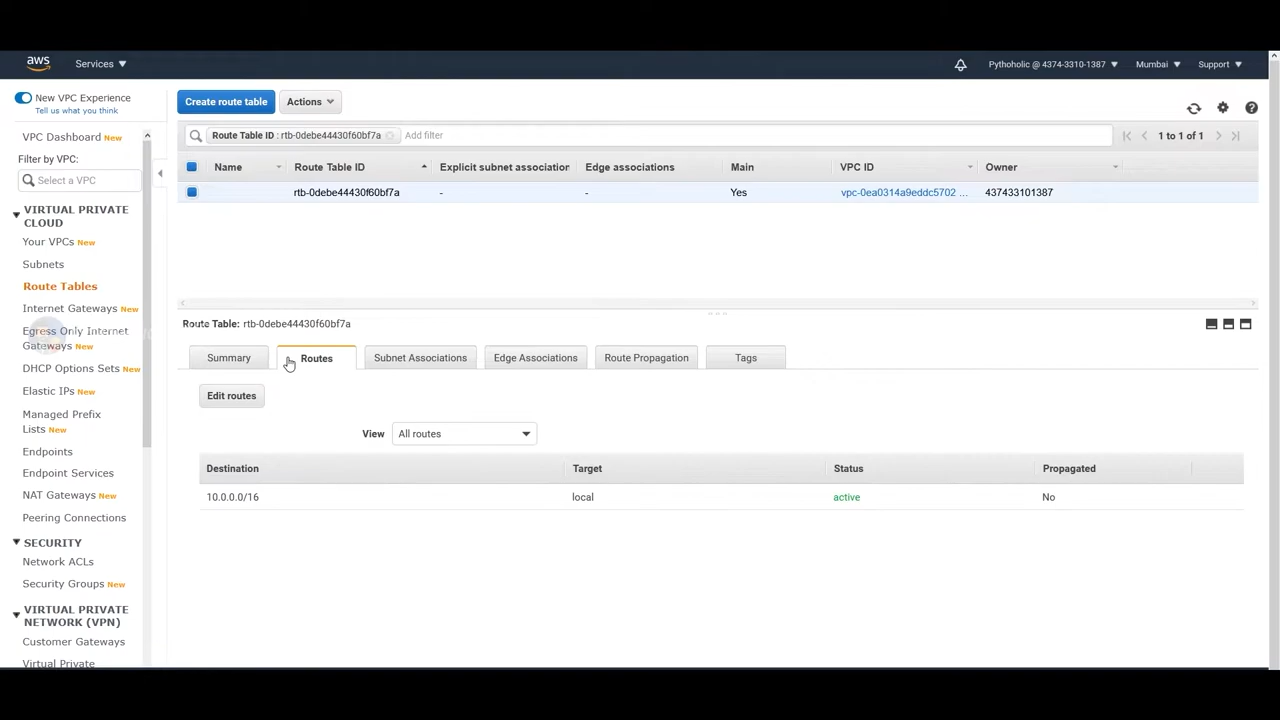 aws
Services
Pythoholic @ 4374-3310-1387
Mumbai
Support
New VPC Experience
Tell us what you think
VPC Dashboard New
Filter by VPC:
Select a VPC
VIRTUAL PRIVATE
CLOUD
Your VPCs New
Subnets
Route Tables
Internet Gateways New
Egress Only Internet
Gateways New
DHCP Options Sets New
Elastic IPs New
Managed Prefix
Lists New
Endpoints
Endpoint Services
NAT Gateways New
Peering Connections
SECURITY
Network ACLs
Security Groups New
VIRTUAL PRIVATE
NETWORK (VPN)
Customer Gateways
Virtual Private
Create route table
Actions
Route Table ID : rtb-0debe44430f60bf7a
Add filter
1 to 1 of 1
Name Route Table ID Explicit subnet association Edge associations Main VPC ID Owner
rtb-0debe44430f60bf7a - - Yes vpc-0ea0314a9eddc5702 ... 437433101387
Route Table: rtb-0debe44430f60bf7a
Summary Routes Subnet Associations Edge Associations Route Propagation Tags
Edit routes
View All routes
Destination Target Status Propagated
10.0.0.0/16 local active No